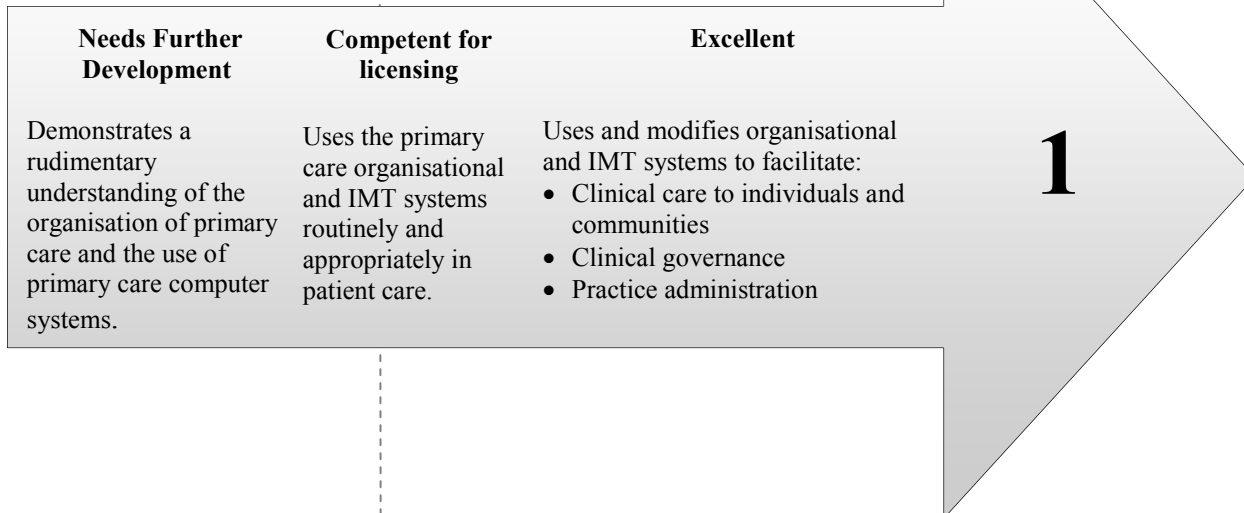 Needs Further
Development
Demonstrates a
rudimentary
understanding of the
organisation of primary
care and the use of
primary care computer
systems.
Competent for
licensing
Uses the primary
care organisational
and IMT systems
routinely and
appropriately in
patient care.
Excellent
Uses and modifies organisational
and IMT systems to facilitate:
• Clinical care to individuals and
communities
• Clinical governance
• Practice administration
1